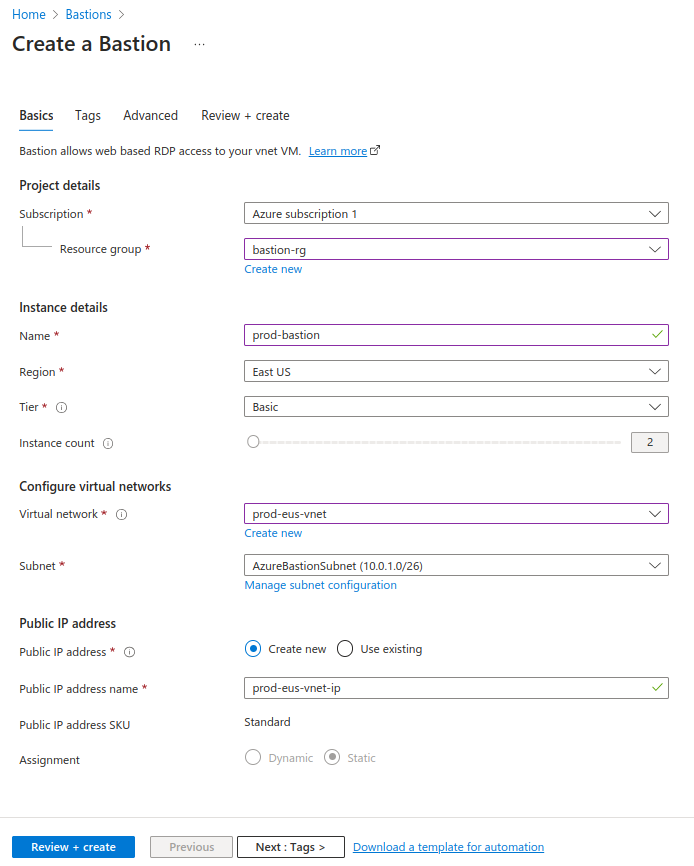 Home > Bastions >
Create a Bastion ...
Basics Tags Advanced Review + create
Bastion allows web based RDP access to your vnet VM. Learn more
Project details
Subscription * Azure subscription 1
Resource group * bastion-rg
Create new
Instance details
Name * prod-bastion
Region * East US
Tier * Basic
Instance count 2
Configure virtual networks
Virtual network * prod-eus-vnet
Create new
Subnet * AzureBastionSubnet (10.0.1.0/26)
Manage subnet configuration
Public IP address
Public IP address * Create new Use existing
Public IP address name * prod-eus-vnet-ip
Public IP address SKU Standard
Assignment Dynamic Static
Review + create Previous Next : Tags > Download a template for automation